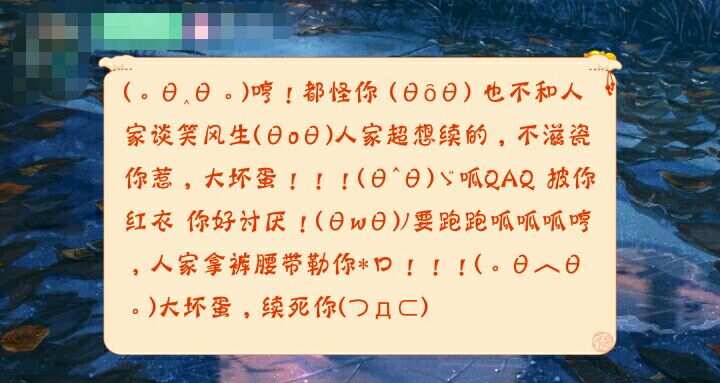 (。θ‸θ。)哼！都怪你 (θôθ) 也不和人
家谈笑风生(θoθ)人家超想续的，不滋瓷
你惹，大坏蛋！！！(θ^θ)ヾ呱QAQ 披你
红衣 你好讨厌！(θwθ)/要跑跑呱呱呱哼
，人家拿裤腰带勒你*口！！！(。θ︿θ
。)大坏蛋，续死你(つд⊂)